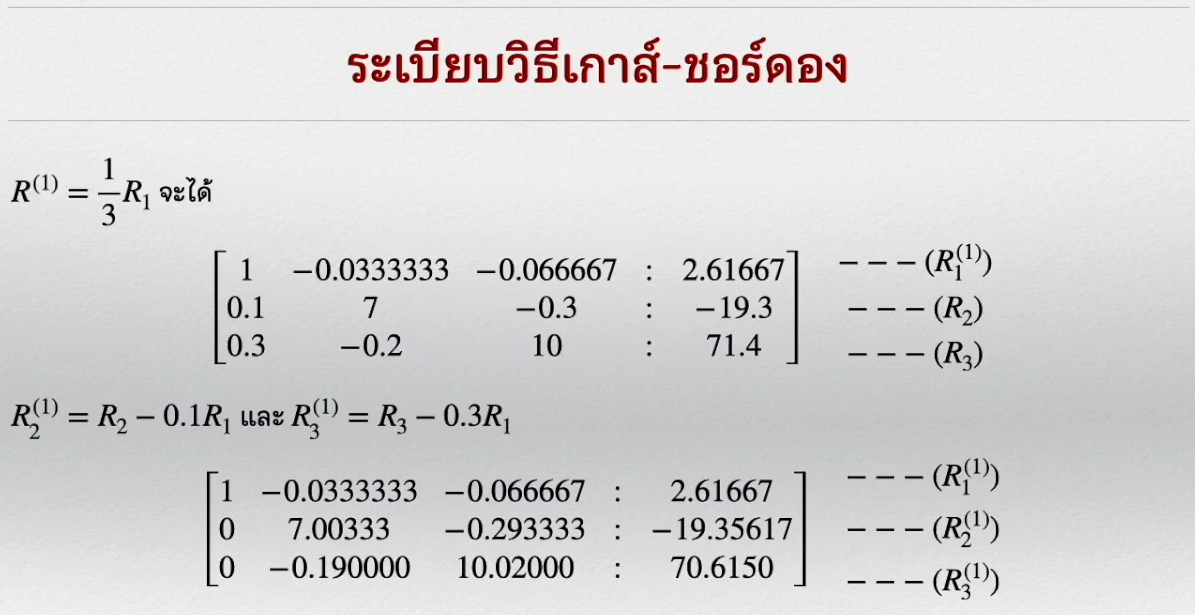 ระเบียบวิธีเกาส์-ชอร์ดอง
R^{(1)} = \frac{1}{3}R_1 จะได้
1 −0.0333333 −0.066667 : 2.61667 − − − (R_1^{(1)})
0.1 7 −0.3 : −19.3 − − − (R_2)
0.3 −0.2 10 : 71.4 − − − (R_3)
R_2^{(1)} = R_2 − 0.1R_1 และ R_3^{(1)} = R_3 − 0.3R_1
1 −0.0333333 −0.066667 : 2.61667 − − − (R_1^{(1)})
0 7.00333 −0.293333 : −19.35617 − − − (R_2^{(1)})
0 −0.190000 10.02000 : 70.6150 − − − (R_3^{(1)})